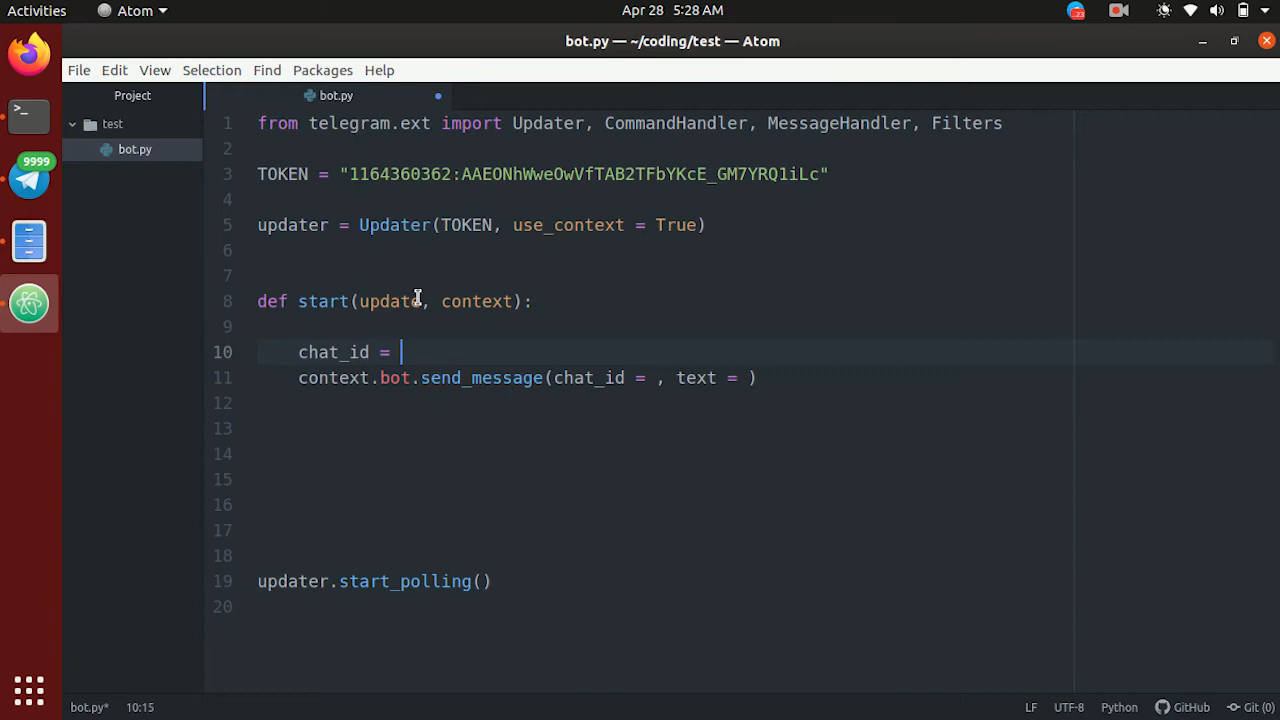 Activities Atom Apr 28 5:28 AM 23
bot.py — ~/coding/test — Atom
File Edit View Selection Find Packages Help
Project bot.py
test
bot.py
9999
1 from telegram.ext import Updater, CommandHandler, MessageHandler, Filters
2
3 TOKEN = "1164360362:AAEONhWweOwVfTAB2TFbYKcE_GM7YRQ1iLc"
4
5 updater = Updater(TOKEN, use_context = True)
6
7
8 def start(update, context):
9
10 chat_id =
11 context.bot.send_message(chat_id = , text = )
12
13
14
15
16
17
18
19 updater.start_polling()
20
bot.py* 10:15 LF UTF-8 Python GitHub Git (0)